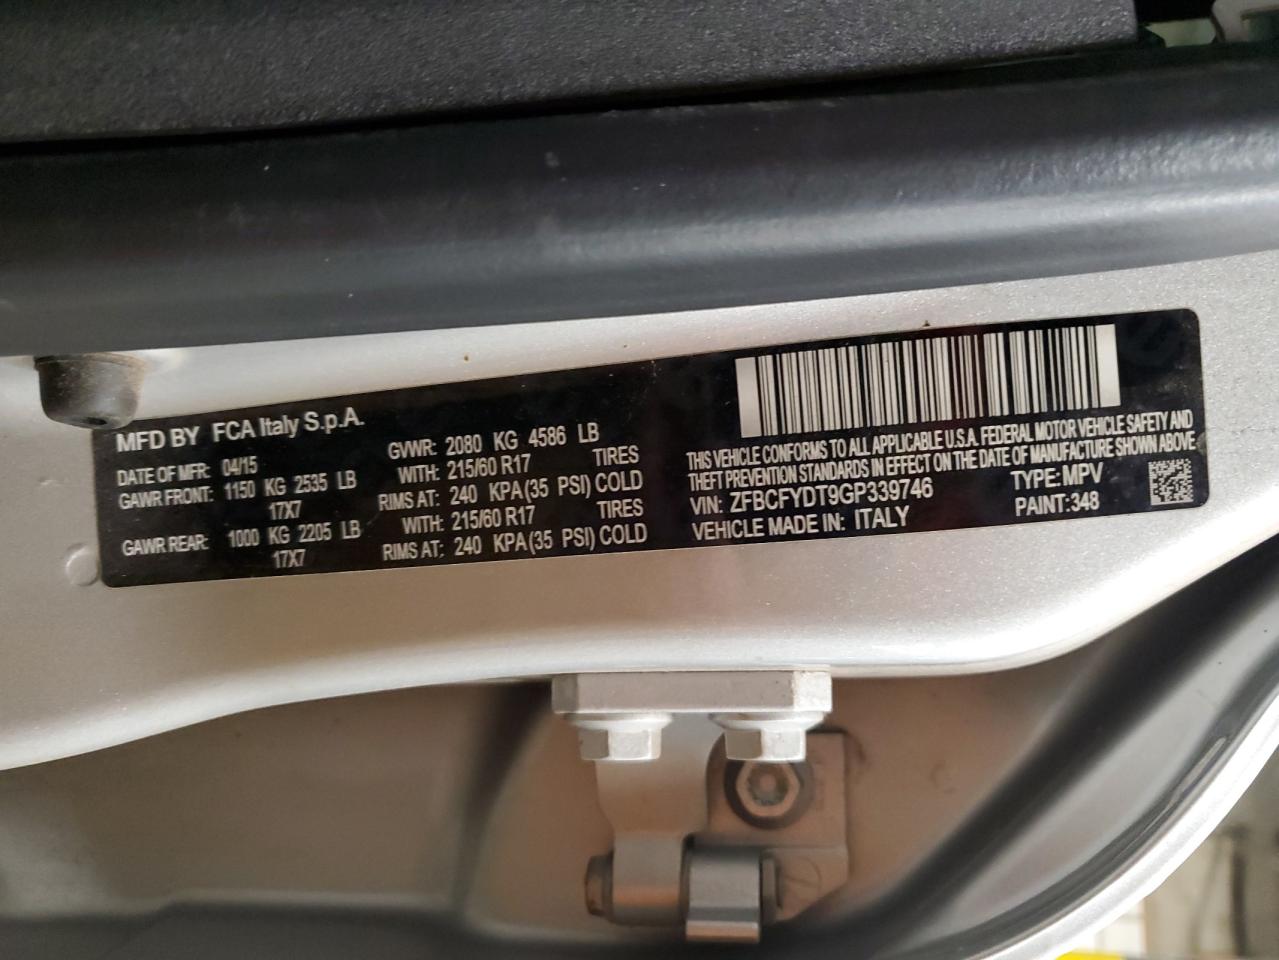 MFD BY FCA Italy S.p.A.
DATE OF MFR: 04/15
GAWR FRONT: 1150 KG 2535 LB
17X7
GAWR REAR: 1000 KG 2205 LB
17X7
GVWR: 2080 KG 4586 LB
WITH: 215/60 R17 TIRES
RIMS AT: 240 KPA(35 PSI) COLD
WITH: 215/60 R17 TIRES
RIMS AT: 240 KPA(35 PSI) COLD
THIS VEHICLE CONFORMS TO ALL APPLICABLE U.S.A. FEDERAL MOTOR VEHICLE SAFETY AND
THEFT PREVENTION STANDARDS IN EFFECT ON THE DATE OF MANUFACTURE SHOWN ABOVE
VIN: ZFBCFYDT9GP339746 TYPE: MPV
VEHICLE MADE IN: ITALY PAINT:348